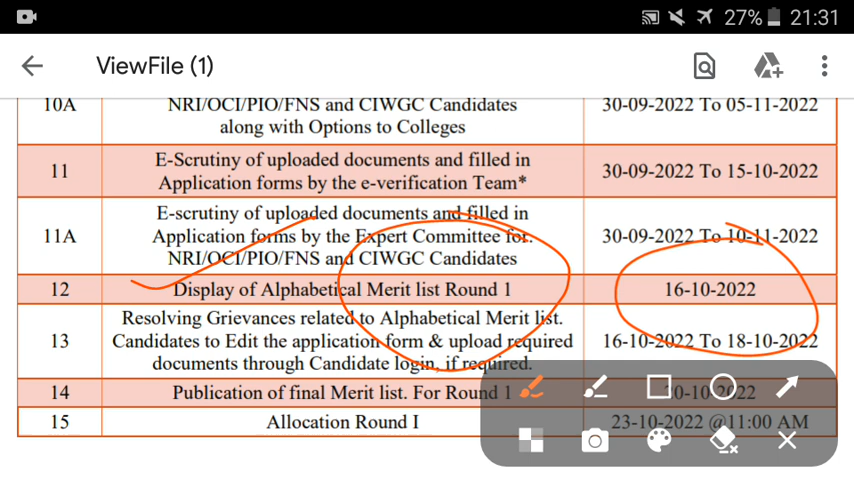 27% 21:31
ViewFile (1)
10A NRI/OCI/PIO/FNS and CIWGC Candidates 30-09-2022 To 05-11-2022
along with Options to Colleges
11 E-Scrutiny of uploaded documents and filled in 30-09-2022 To 15-10-2022
Application forms by the e-verification Team*
11A E-scrutiny of uploaded documents and filled in 30-09-2022 To 10-11-2022
Application forms by the Expert Committee for.
NRI/OCI/PIO/FNS and CIWGC Candidates
12 Display of Alphabetical Merit list Round 1 16-10-2022
13 Resolving Grievances related to Alphabetical Merit list. 16-10-2022 To 18-10-2022
Candidates to Edit the application form & upload required
documents through Candidate login, if required.
14 Publication of final Merit list. For Round 1 20-10-2022
15 Allocation Round I 23-10-2022 @11:00 AM